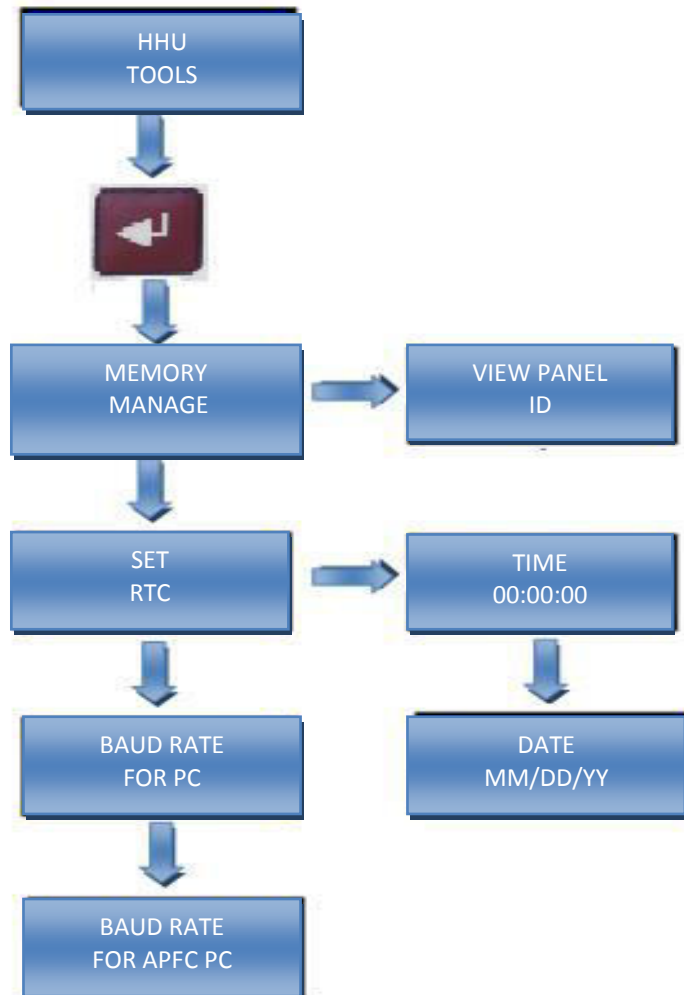 HHU
TOOLS
MEMORY
MANAGE
VIEW PANEL
ID
SET
RTC
TIME
00:00:00
BAUD RATE
FOR PC
DATE
MM/DD/YY
BAUD RATE
FOR APFC PC